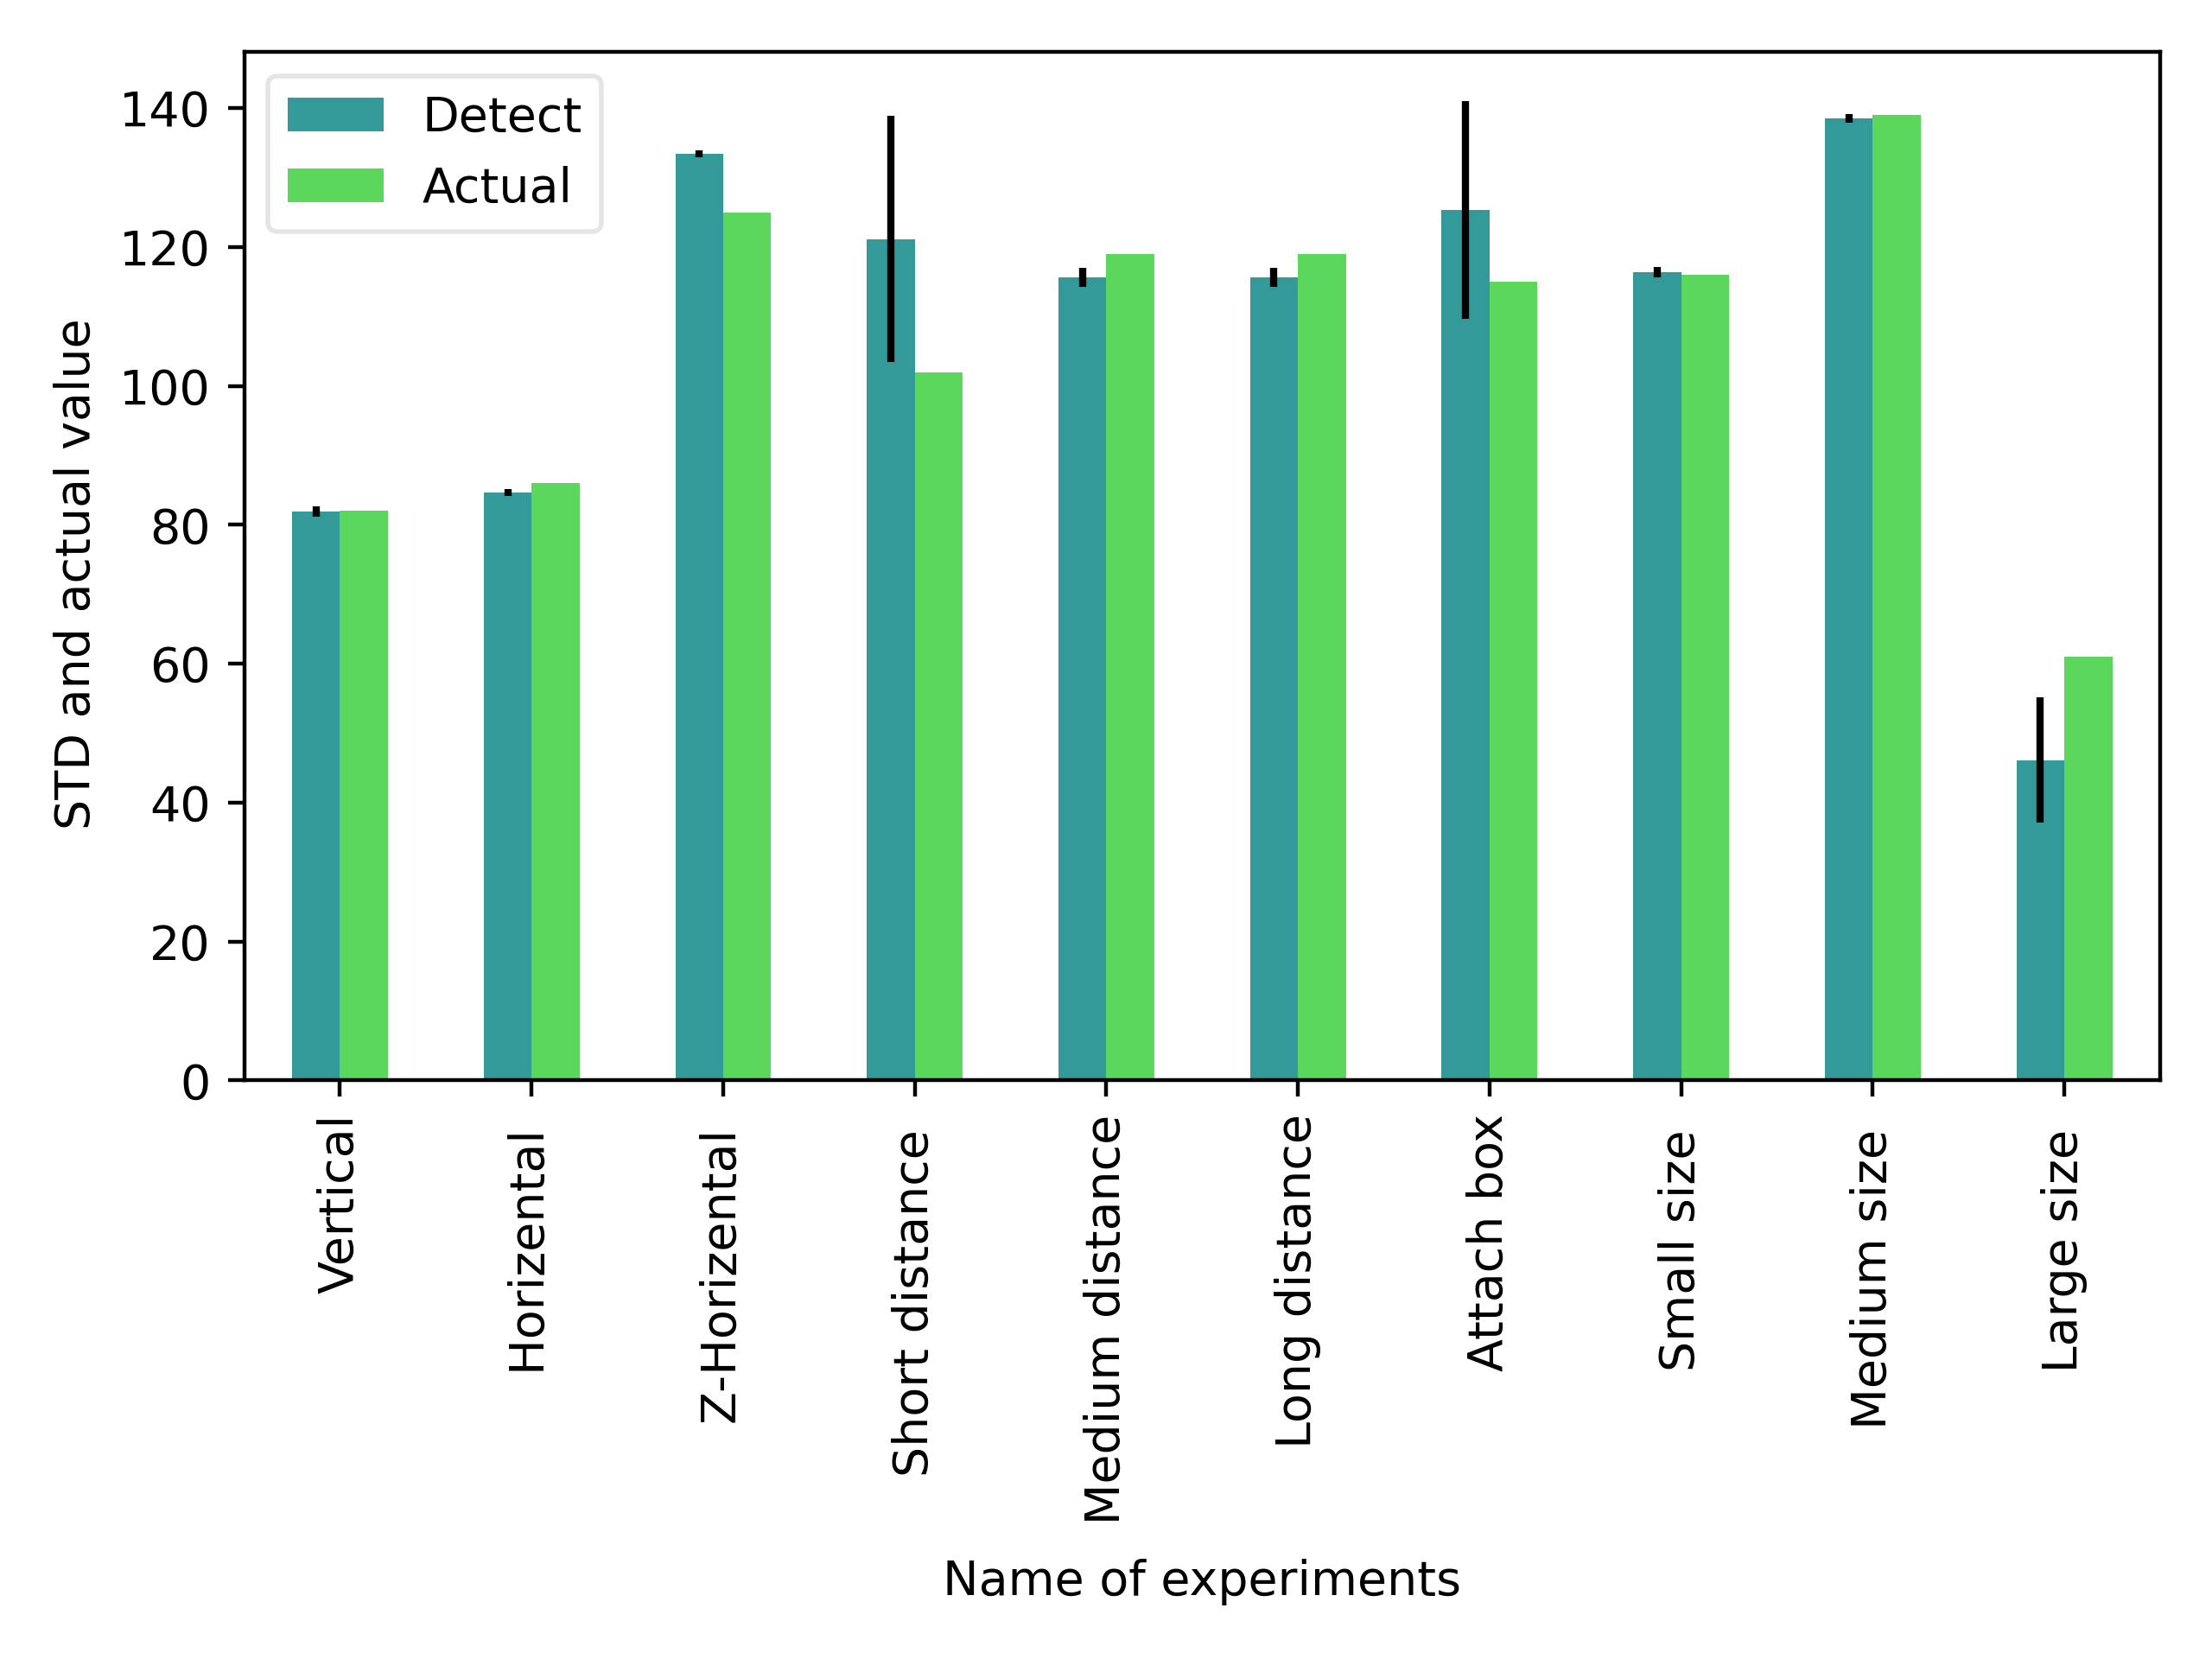 Detect
Actual
STD and actual value
140
120
100
80
60
40
20
0
Vertical
Horizental
Z-Horizental
Short distance
Medium distance
Long distance
Attach box
Small size
Medium size
Large size
Name of experiments